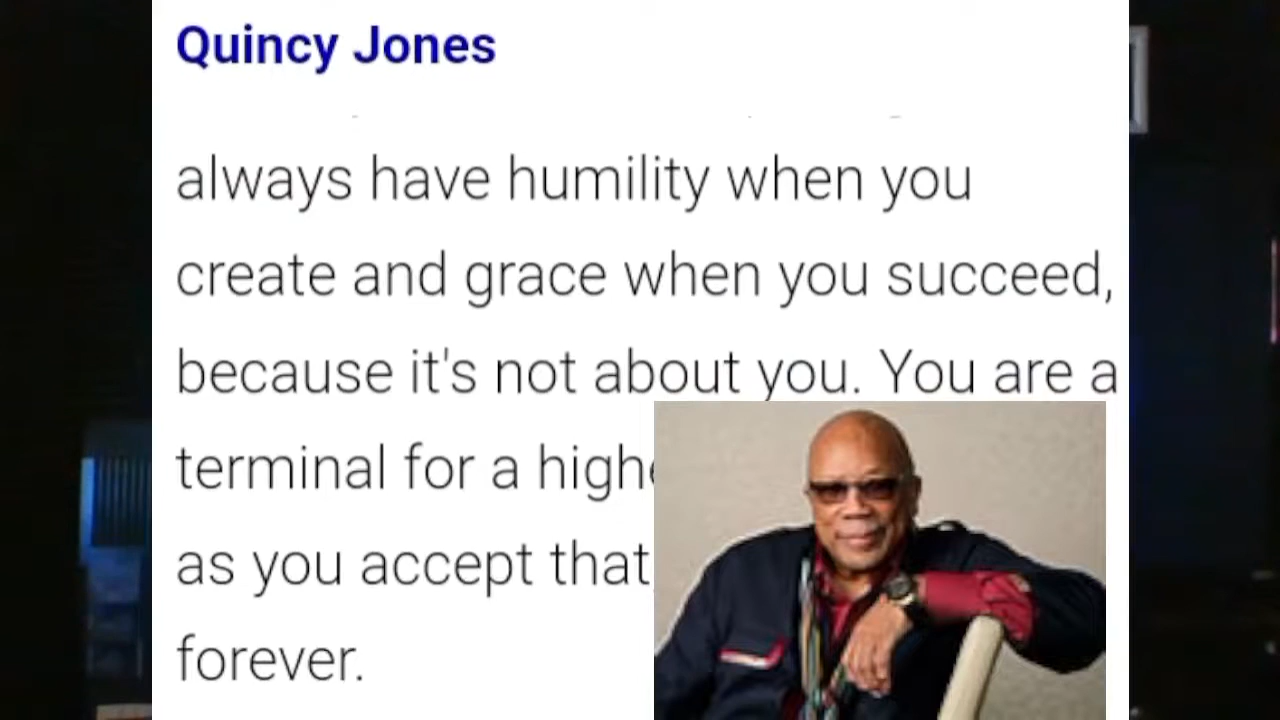 Quincy Jones
always have humility when you
create and grace when you succeed,
because it's not about you. You are a
terminal for a
as you accept that
forever.